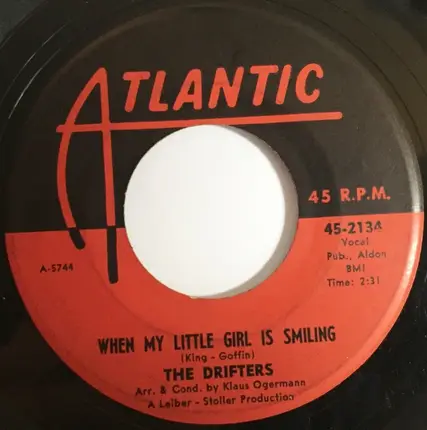 ATLANTIC
45 R.P.M.
45-2134
Vocal
Pub., Aldon
BMI
Time: 2:31
A-5744
WHEN MY LITTLE GIRL IS SMILING
(King - Goffin)
THE DRIFTERS
Arr. & Cond. by Klaus Ogermann
A Leiber - Stoller Production